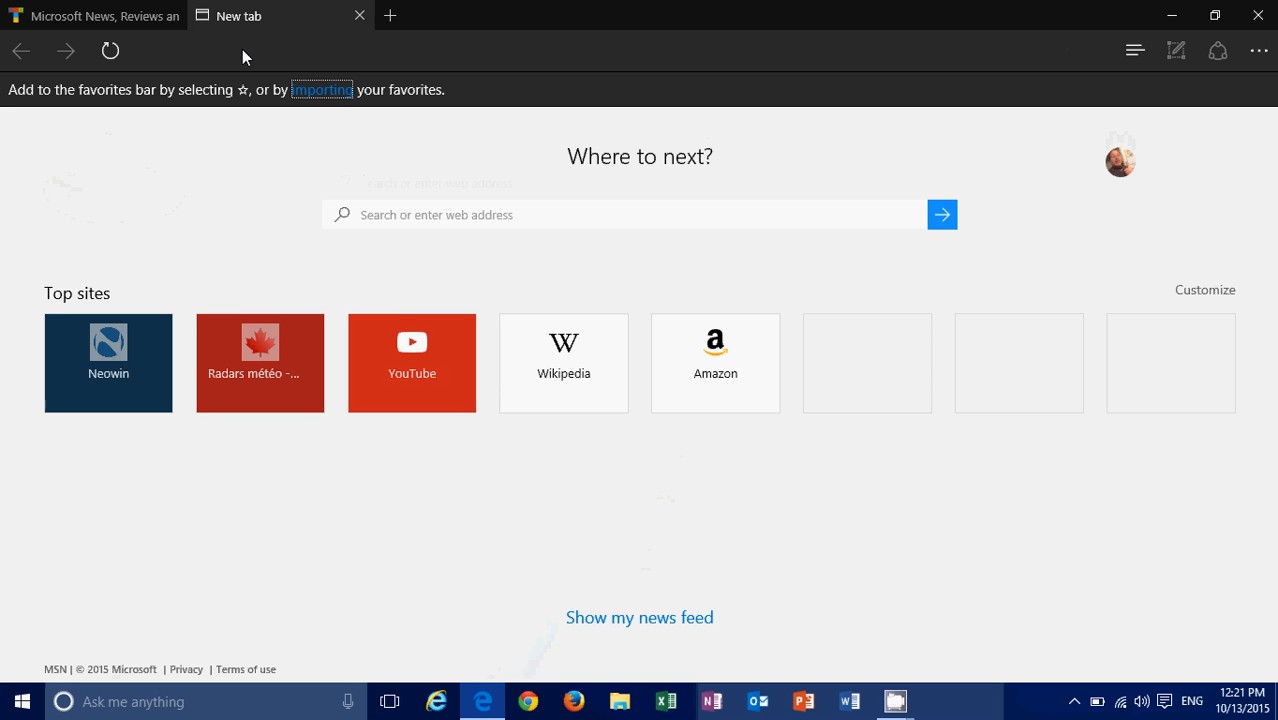 Microsoft News, Reviews an
New tab
Add to the favorites bar by selecting ☆, or by importing your favorites.
Where to next?
Search or enter web address
Top sites
Customize
Neowin
Radars météo -...
YouTube
W
Wikipedia
a
Amazon
Show my news feed
MSN | © 2015 Microsoft | Privacy | Terms of use
Ask me anything
ENG
12:21 PM
10/13/2015